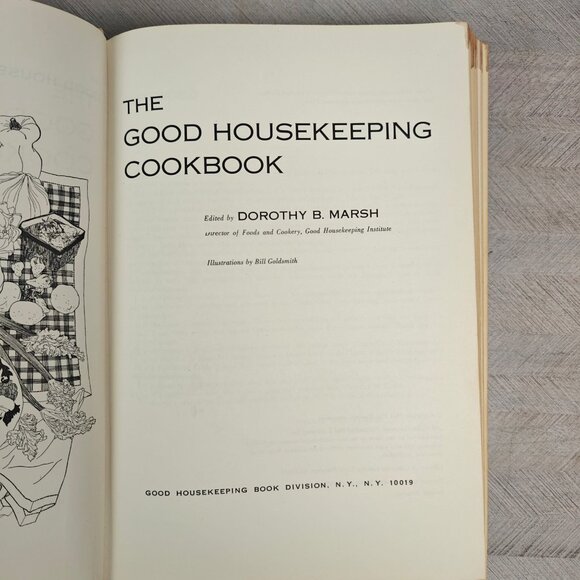 THE
GOOD HOUSEKEEPING
COOKBOOK
Edited by DOROTHY B. MARSH
Director of Foods and Cookery, Good Housekeeping Institute
Illustrations by Bill Goldsmith
GOOD HOUSEKEEPING BOOK DIVISION, N. Y., N. Y. 10019